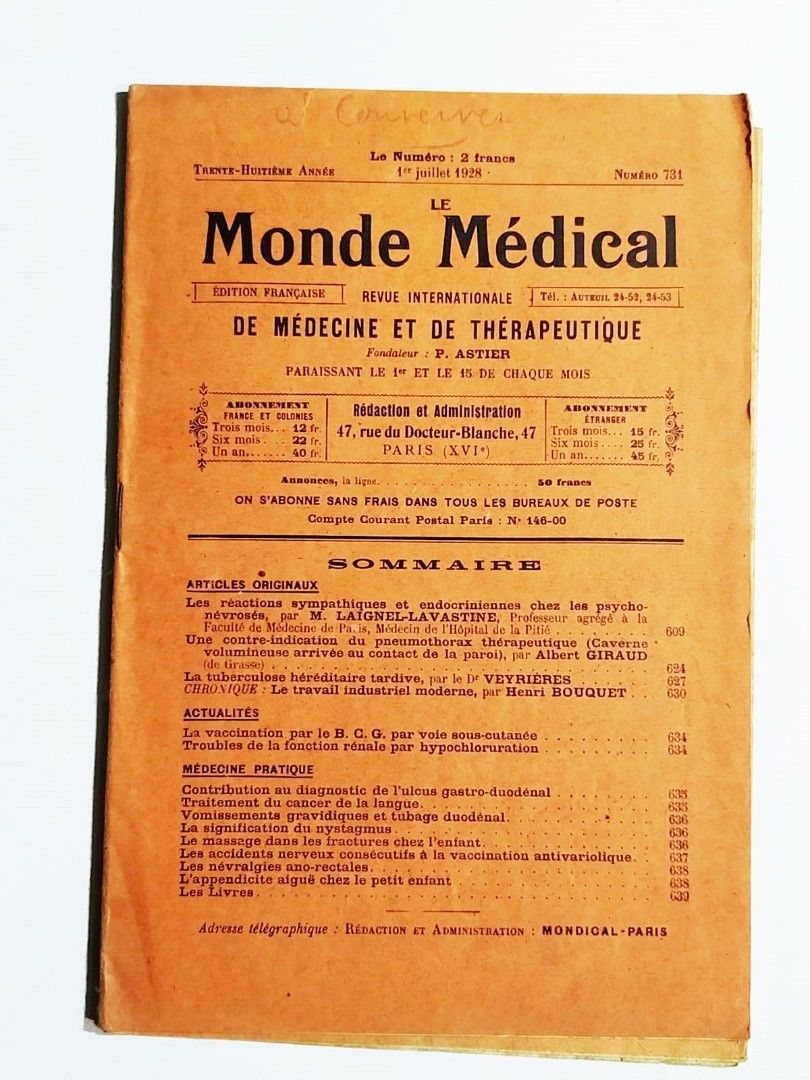 à Conserver
Le Numéro : 2 francs
TRENTE-HUITIÈME ANNÉE 1er juillet 1928 NUMÉRO 731
LE
Monde Médical
ÉDITION FRANÇAISE REVUE INTERNATIONALE Tél. : AUTEUIL 24-52, 24-53
DE MÉDECINE ET DE THÉRAPEUTIQUE
Fondateur : P. ASTIER
PARAISSANT LE 1er ET LE 15 DE CHAQUE MOIS
ABONNEMENT
FRANCE ET COLONIES
Trois mois... 12 fr.
Six mois.... 22 fr.
Un an....... 40 fr.
Rédaction et Administration
47, rue du Docteur-Blanche, 47
PARIS (XVIe)
ABONNEMENT
ÉTRANGER
Trois mois... 15 fr.
Six mois..... 25 fr.
Un an....... 45 fr.
Annonces, la ligne. . . . . . . . . . . . . . . . 50 francs
ON S'ABONNE SANS FRAIS DANS TOUS LES BUREAUX DE POSTE
Compte Courant Postal Paris : N° 146-00
SOMMAIRE
ARTICLES ORIGINAUX
Les réactions sympathiques et endocriniennes chez les psycho-
névrosés, par M. LAIGNEL-LAVASTINE, Professeur agrégé à la
Faculté de Médecine de Paris, Médecin de l'Hôpital de la Pitié . . . . . . . 609
Une contre-indication du pneumothorax thérapeutique (Caverne
volumineuse arrivée au contact de la paroi), par Albert GIRAUD
(de Grasse) . . . . . . . . . . . . . . . . . . . . 624
La tuberculose héréditaire tardive, par le Dr VEYRIÈRES . . . . . . 627
CHRONIQUE : Le travail industriel moderne, par Henri BOUQUET . . . 630
ACTUALITÉS
La vaccination par le B. C. G. par voie sous-cutanée . . . . . . . . . 634
Troubles de la fonction rénale par hypochloruration . . . . . . . . . 634
MÉDECINE PRATIQUE
Contribution au diagnostic de l'ulcus gastro-duodénal . . . . . . . . 635
Traitement du cancer de la langue. . . . . . . . . . . . . . . . 635
Vomissements gravidiques et tubage duodénal. . . . . . . . . . . 636
La signification du nystagmus . . . . . . . . . . . . . . . . . 636
Le massage dans les fractures chez l'enfant. . . . . . . . . . . . 636
Les accidents nerveux consécutifs à la vaccination antivariolique. . 637
Les névralgies ano-rectales. . . . . . . . . . . . . . . . . . 638
L'appendicite aiguë chez le petit enfant . . . . . . . . . . . . . 638
Les Livres. . . . . . . . . . . . . . . . . . . . . . . . . 639
Adresse télégraphique : RÉDACTION ET ADMINISTRATION : MONDICAL-PARIS